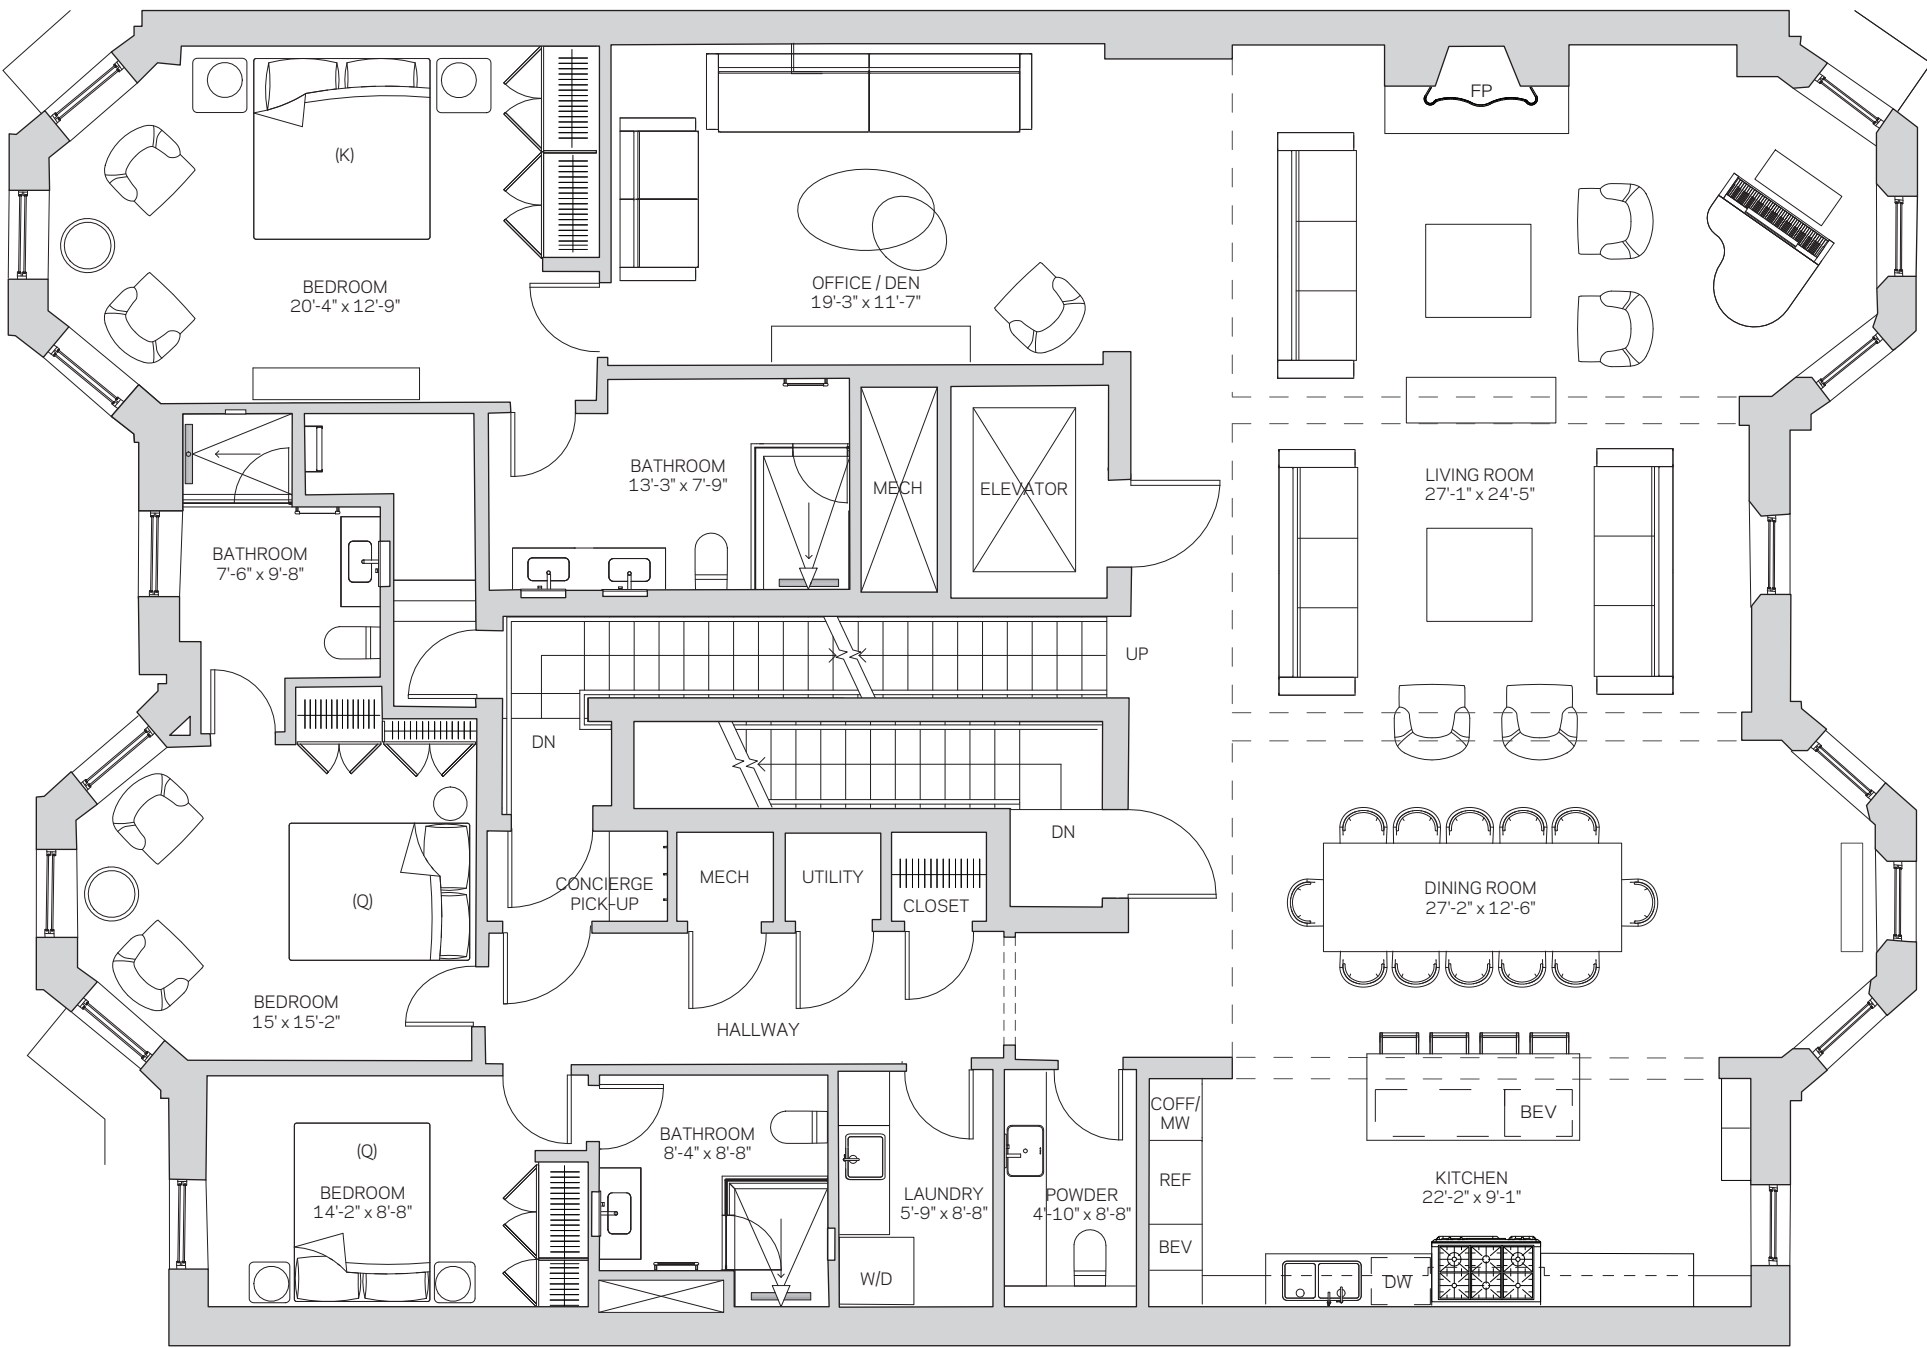 FP
(K)
BEDROOM
20'-4" x 12'-9"
OFFICE / DEN
19'-3" x 11'-7"
BATHROOM
13'-3" x 7'-9"
MECH
ELEVATOR
LIVING ROOM
27'-1" x 24'-5"
BATHROOM
7'-6" x 9'-8"
UP
DN
DN
CONCIERGE
PICK-UP
MECH
UTILITY
CLOSET
DINING ROOM
27'-2" x 12'-6"
(Q)
BEDROOM
15' x 15'-2"
HALLWAY
COFF/
MW
BEV
(Q)
BATHROOM
8'-4" x 8'-8"
REF
KITCHEN
22'-2" x 9'-1"
BEDROOM
14'-2" x 8'-8"
LAUNDRY
5'-9" x 8'-8"
POWDER
4'-10" x 8'-8"
BEV
W/D
DW